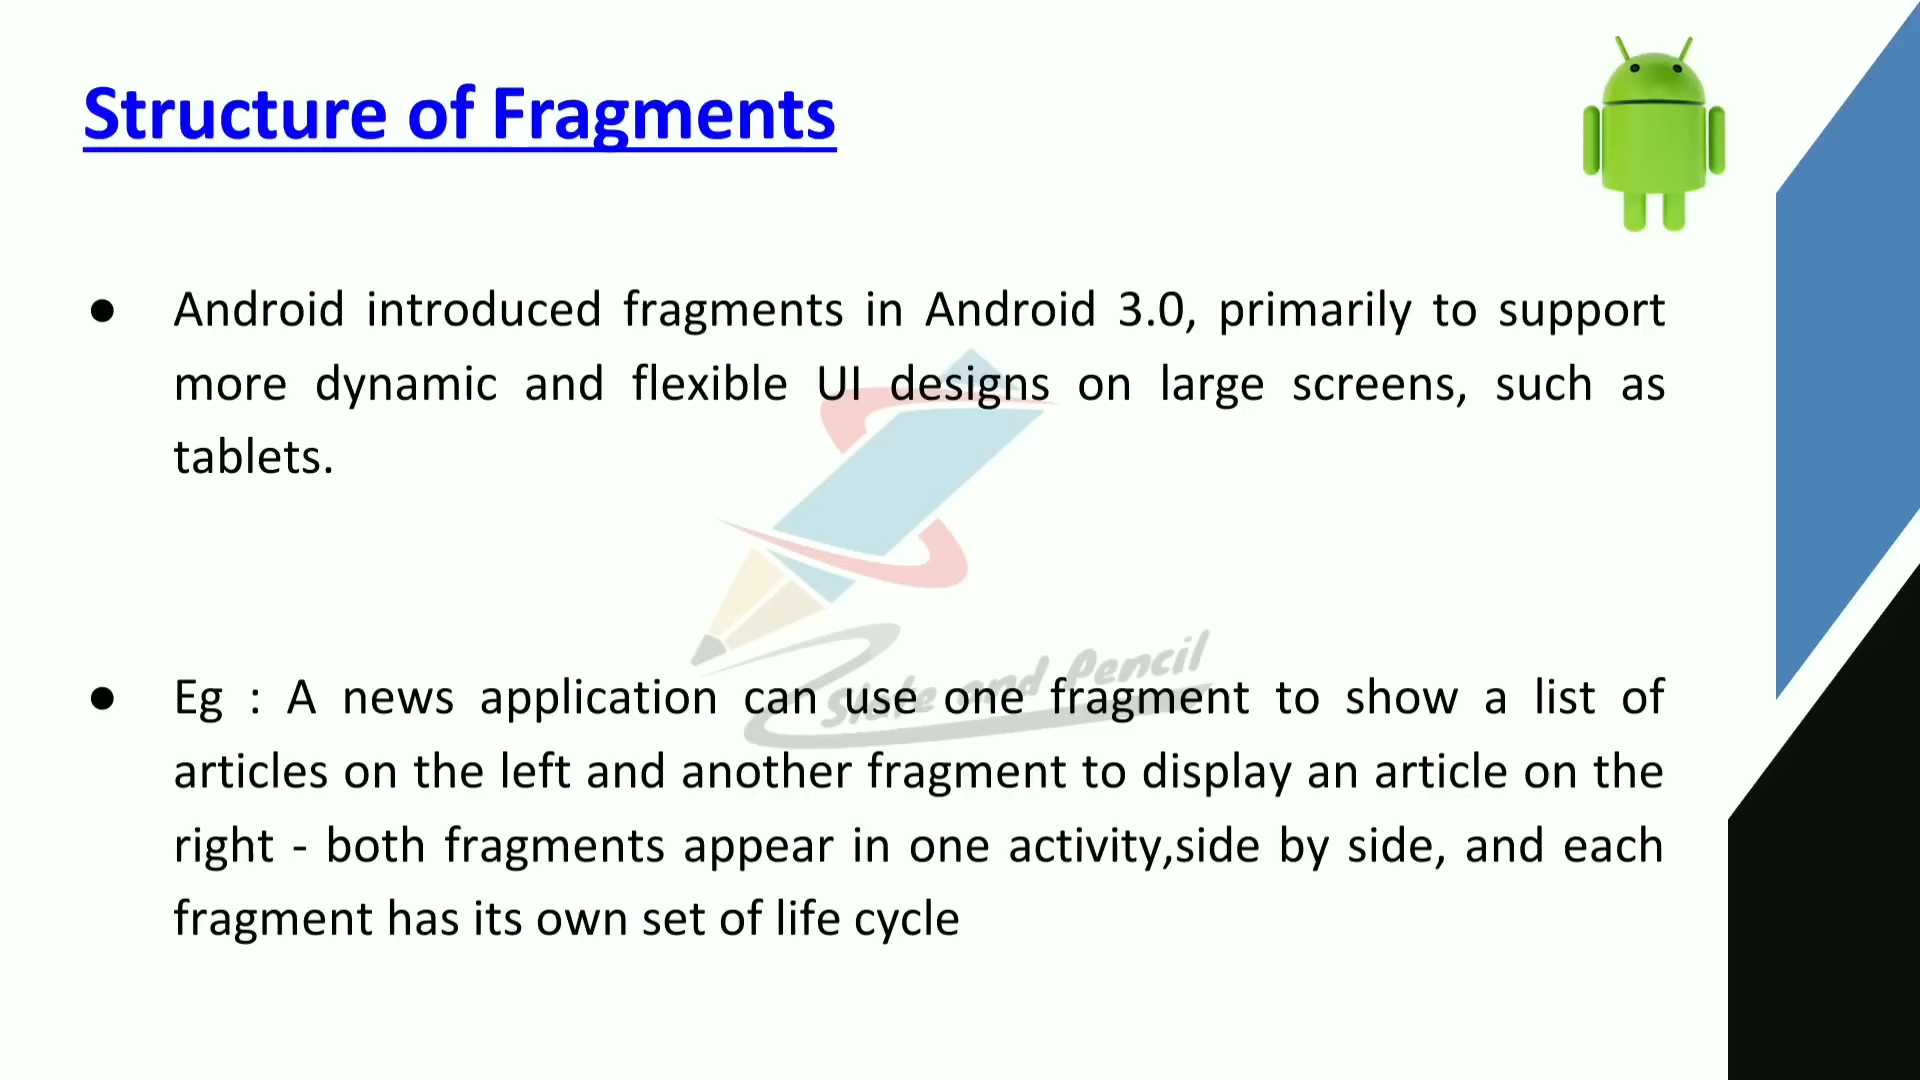 Structure of Fragments
● Android introduced fragments in Android 3.0, primarily to support
more dynamic and flexible UI designs on large screens, such as
tablets.
Slate and Pencil
● Eg : A news application can use one fragment to show a list of
articles on the left and another fragment to display an article on the
right - both fragments appear in one activity,side by side, and each
fragment has its own set of life cycle